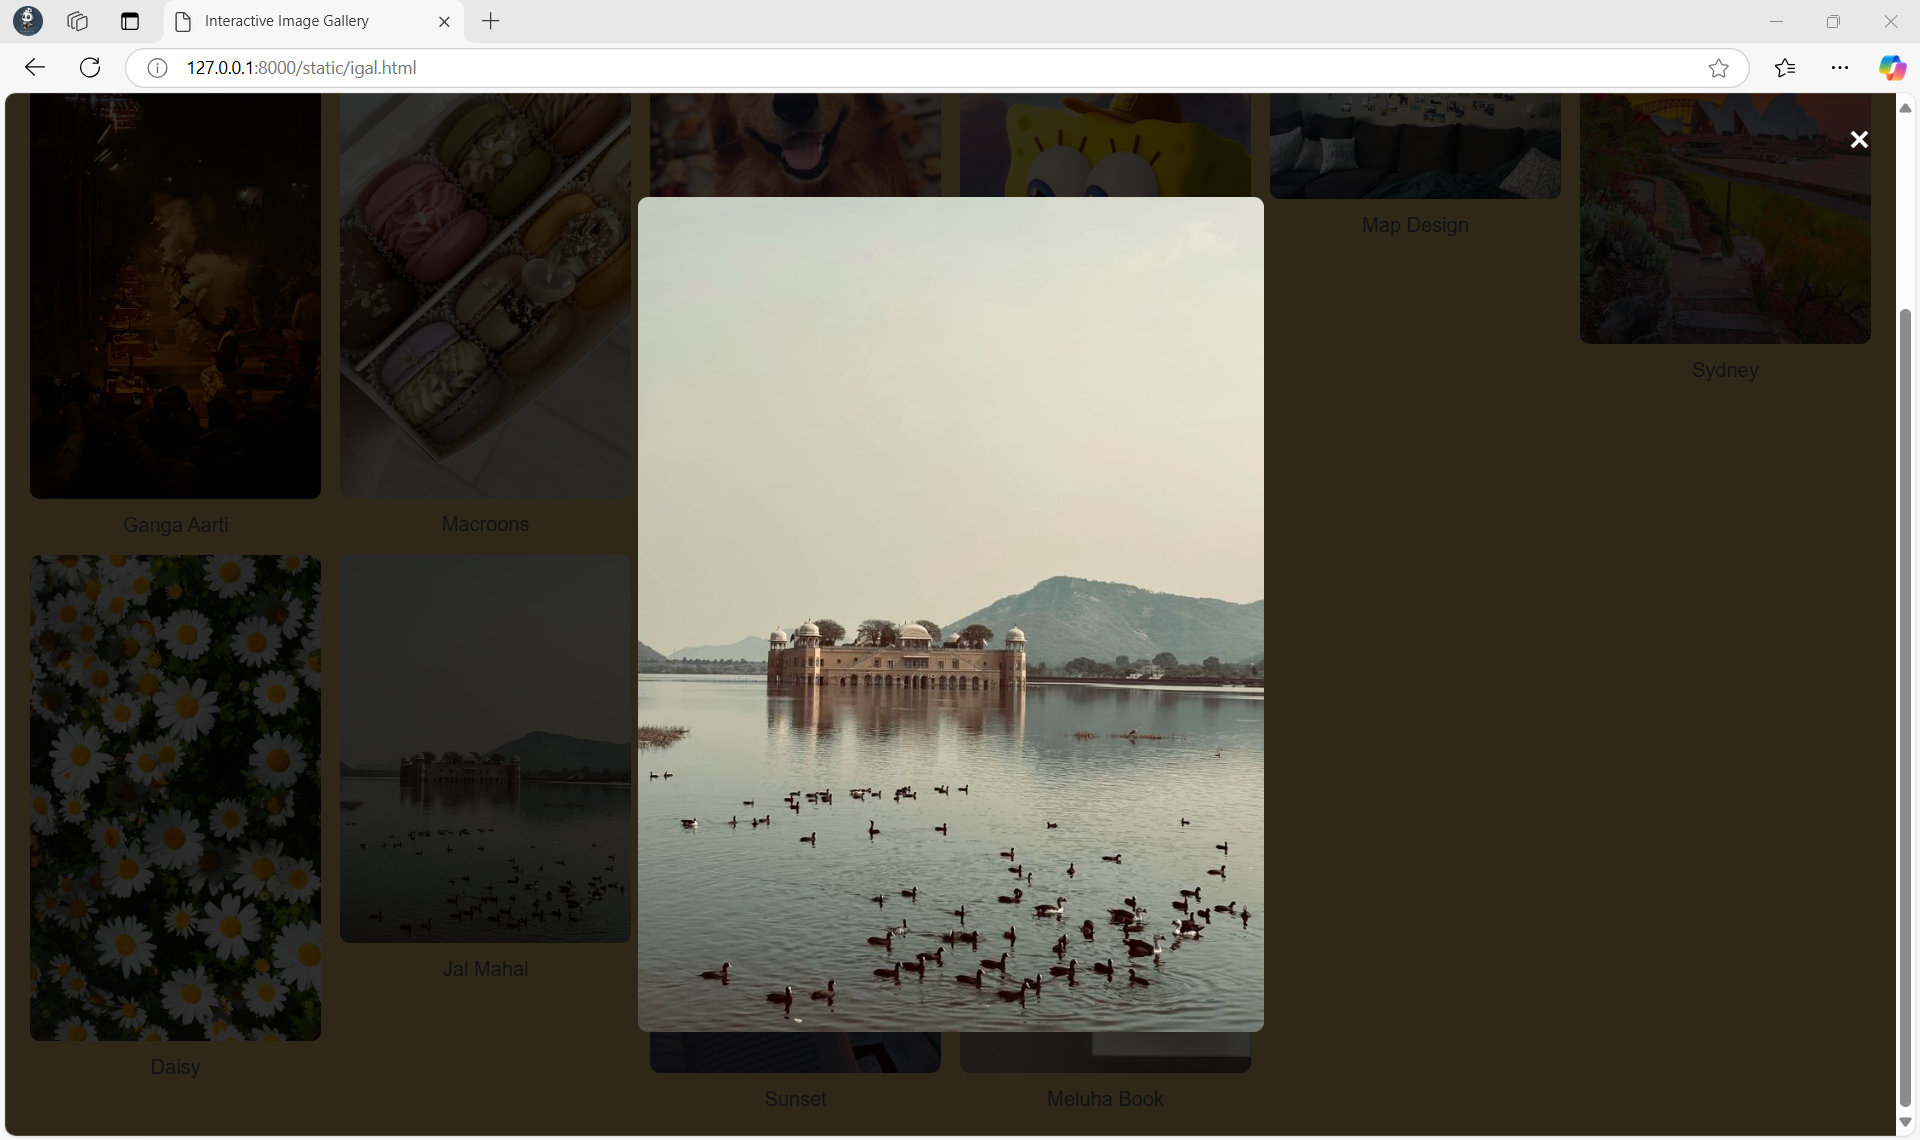 Interactive Image Gallery
127.0.0.1:8000/static/igal.html
Map Design
Sydney
Ganga Aarti
Macroons
Jal Mahal
Daisy
Sunset
Meluha Book